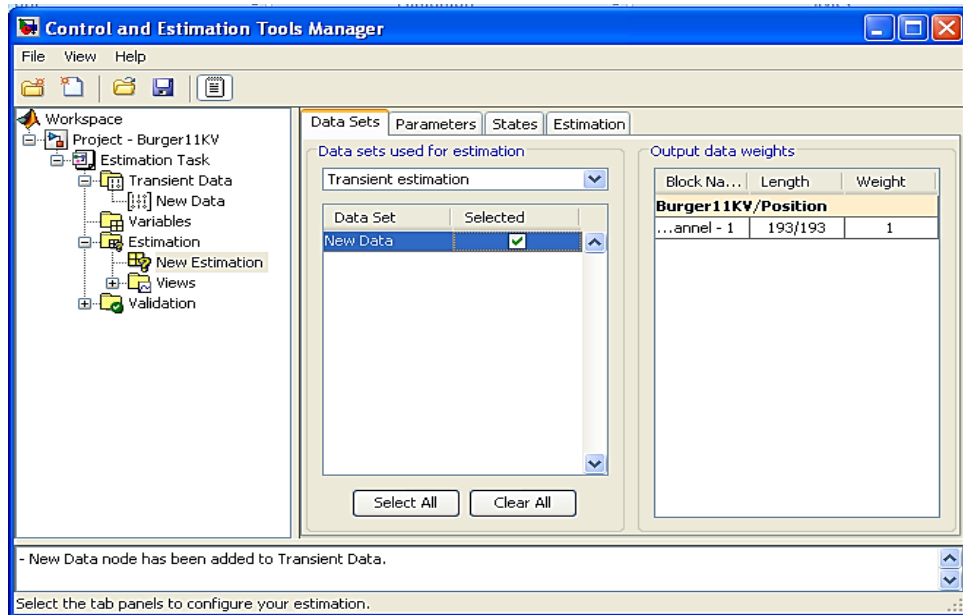 Control and Estimation Tools Manager
File View Help
Workspace
Project - Burger11KV
Estimation Task
Transient Data
New Data
Variables
Estimation
New Estimation
Views
Validation
Data Sets Parameters States Estimation
Data sets used for estimation
Transient estimation
Data Set Selected
New Data
Select All Clear All
Output data weights
Block Na... Length Weight
Burger11KV/Position
...annel - 1 193/193 1
- New Data node has been added to Transient Data.
Select the tab panels to configure your estimation.